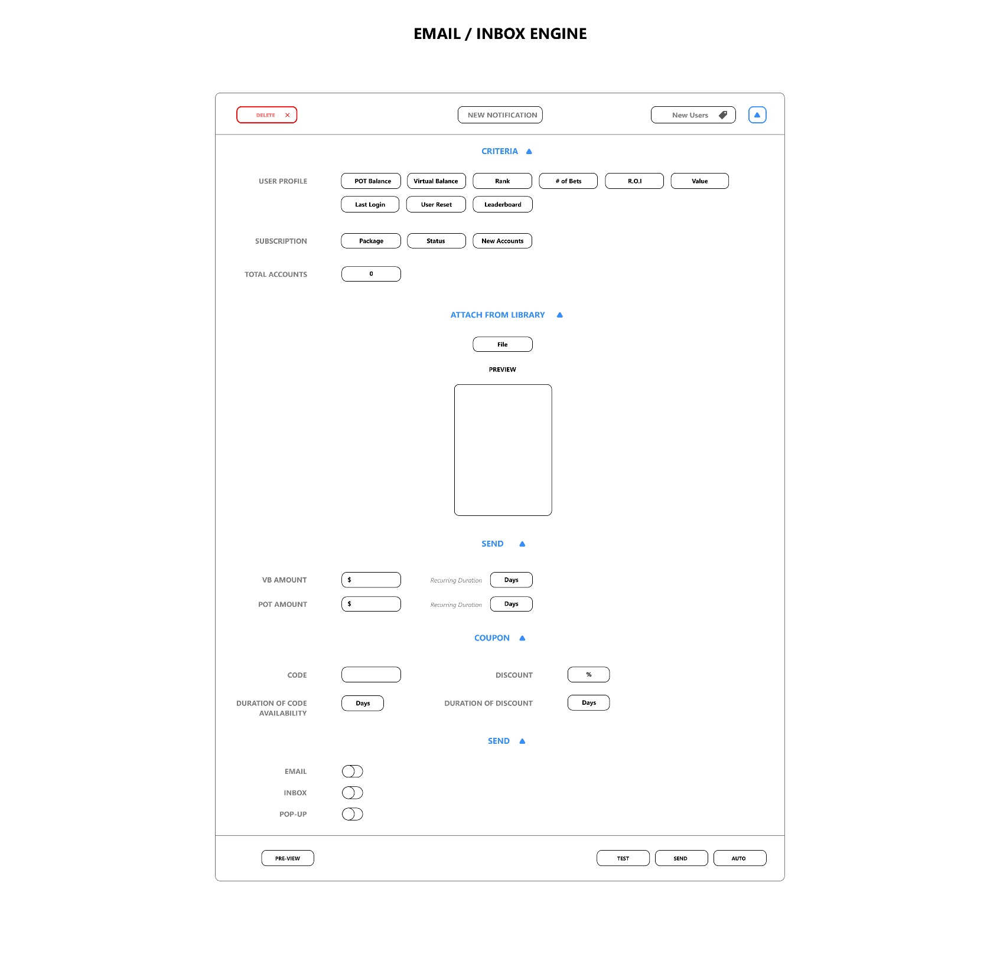 EMAIL / INBOX ENGINE
DELETE
NEW NOTIFICATION
New Users
CRITERIA
USER PROFILE
POT Balance
Virtual Balance
Rank
# of Bets
R.O.I
Value
Last Login
User Reset
Leaderboard
SUBSCRIPTION
Package
Status
New Accounts
TOTAL ACCOUNTS
0
ATTACH FROM LIBRARY
File
PREVIEW
SEND
VB AMOUNT
$
Recurring Duration
Days
POT AMOUNT
$
Recurring Duration
Days
COUPON
CODE
DISCOUNT
%
DURATION OF CODE
AVAILABILITY
Days
DURATION OF DISCOUNT
Days
SEND
EMAIL
INBOX
POP-UP
PRE-VIEW
TEST
SEND
AUTO